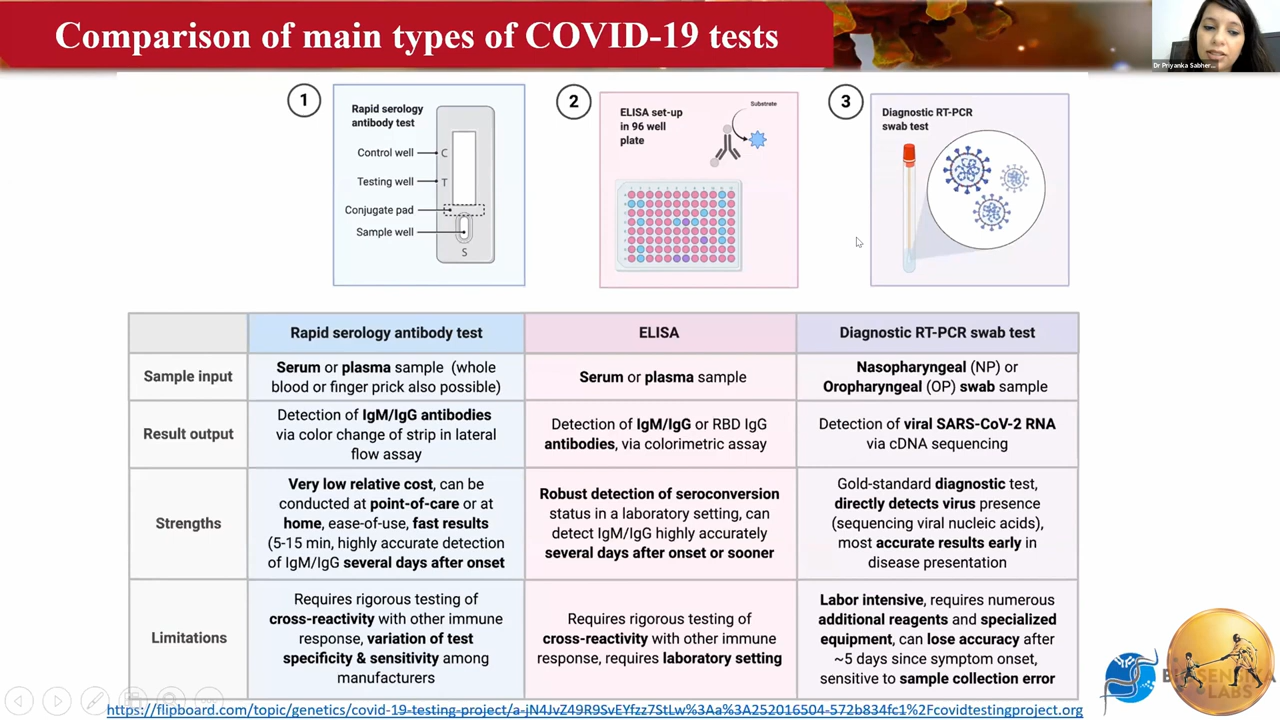 Comparison of main types of COVID-19 tests
Dr Priyanka Sabher...
1
Rapid serology
antibody test
Control well
C
Testing well
T
Conjugate pad
Sample well
S
2
ELISA set-up
in 96 well
plate
Substrate
3
Diagnostic RT-PCR
swab test
Rapid serology antibody test
ELISA
Diagnostic RT-PCR swab test
Sample input
Serum or plasma sample (whole
blood or finger prick also possible)
Serum or plasma sample
Nasopharyngeal (NP) or
Oropharyngeal (OP) swab sample
Result output
Detection of IgM/IgG antibodies
via color change of strip in lateral
flow assay
Detection of IgM/IgG or RBD IgG
antibodies, via colorimetric assay
Detection of viral SARS-CoV-2 RNA
via cDNA sequencing
Strengths
Very low relative cost, can be
conducted at point-of-care or at
home, ease-of-use, fast results
(5-15 min, highly accurate detection
of IgM/IgG several days after onset
Robust detection of seroconversion
status in a laboratory setting, can
detect IgM/IgG highly accurately
several days after onset or sooner
Gold-standard diagnostic test,
directly detects virus presence
(sequencing viral nucleic acids),
most accurate results early in
disease presentation
Limitations
Requires rigorous testing of
cross-reactivity with other immune
response, variation of test
specificity & sensitivity among
manufacturers
Requires rigorous testing of
cross-reactivity with other immune
response, requires laboratory setting
Labor intensive, requires numerous
additional reagents and specialized
equipment, can lose accuracy after
~5 days since symptom onset,
sensitive to sample collection error
https://flipboard.com/topic/genetics/covid-19-testing-project/a-jN4JvZ49R9SvEYfzz7StLw%3Aa%3A252016504-572b834fc1%2Fcovidtestingproject.org
LABS